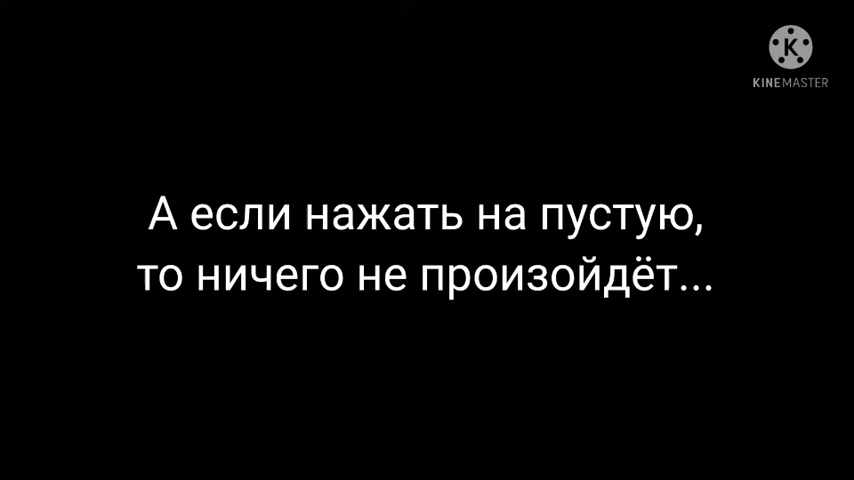 K
KINEMASTER
А если нажать на пустую,
то ничего не произойдёт...